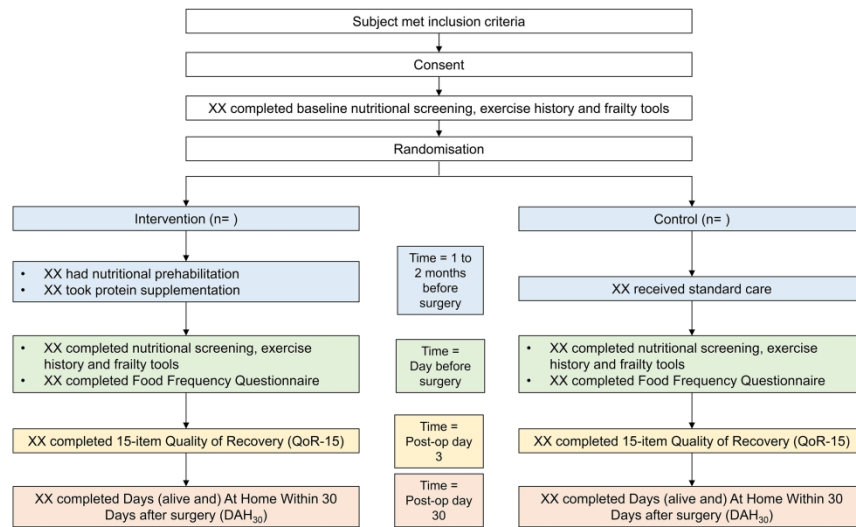 Subject met inclusion criteria
Consent
XX completed baseline nutritional screening, exercise history and frailty tools
Randomisation
Intervention (n= )
Control (n= )
• XX had nutritional prehabilitation
• XX took protein supplementation
Time = 1 to
2 months
before
surgery
XX received standard care
• XX completed nutritional screening, exercise
history and frailty tools
• XX completed Food Frequency Questionnaire
Time =
Day before
surgery
• XX completed nutritional screening, exercise
history and frailty tools
• XX completed Food Frequency Questionnaire
XX completed 15-item Quality of Recovery (QoR-15)
Time =
Post-op day
3
XX completed 15-item Quality of Recovery (QoR-15)
XX completed Days (alive and) At Home Within 30
Days after surgery (DAH₃₀)
Time =
Post-op day
30
XX completed Days (alive and) At Home Within 30
Days after surgery (DAH₃₀)